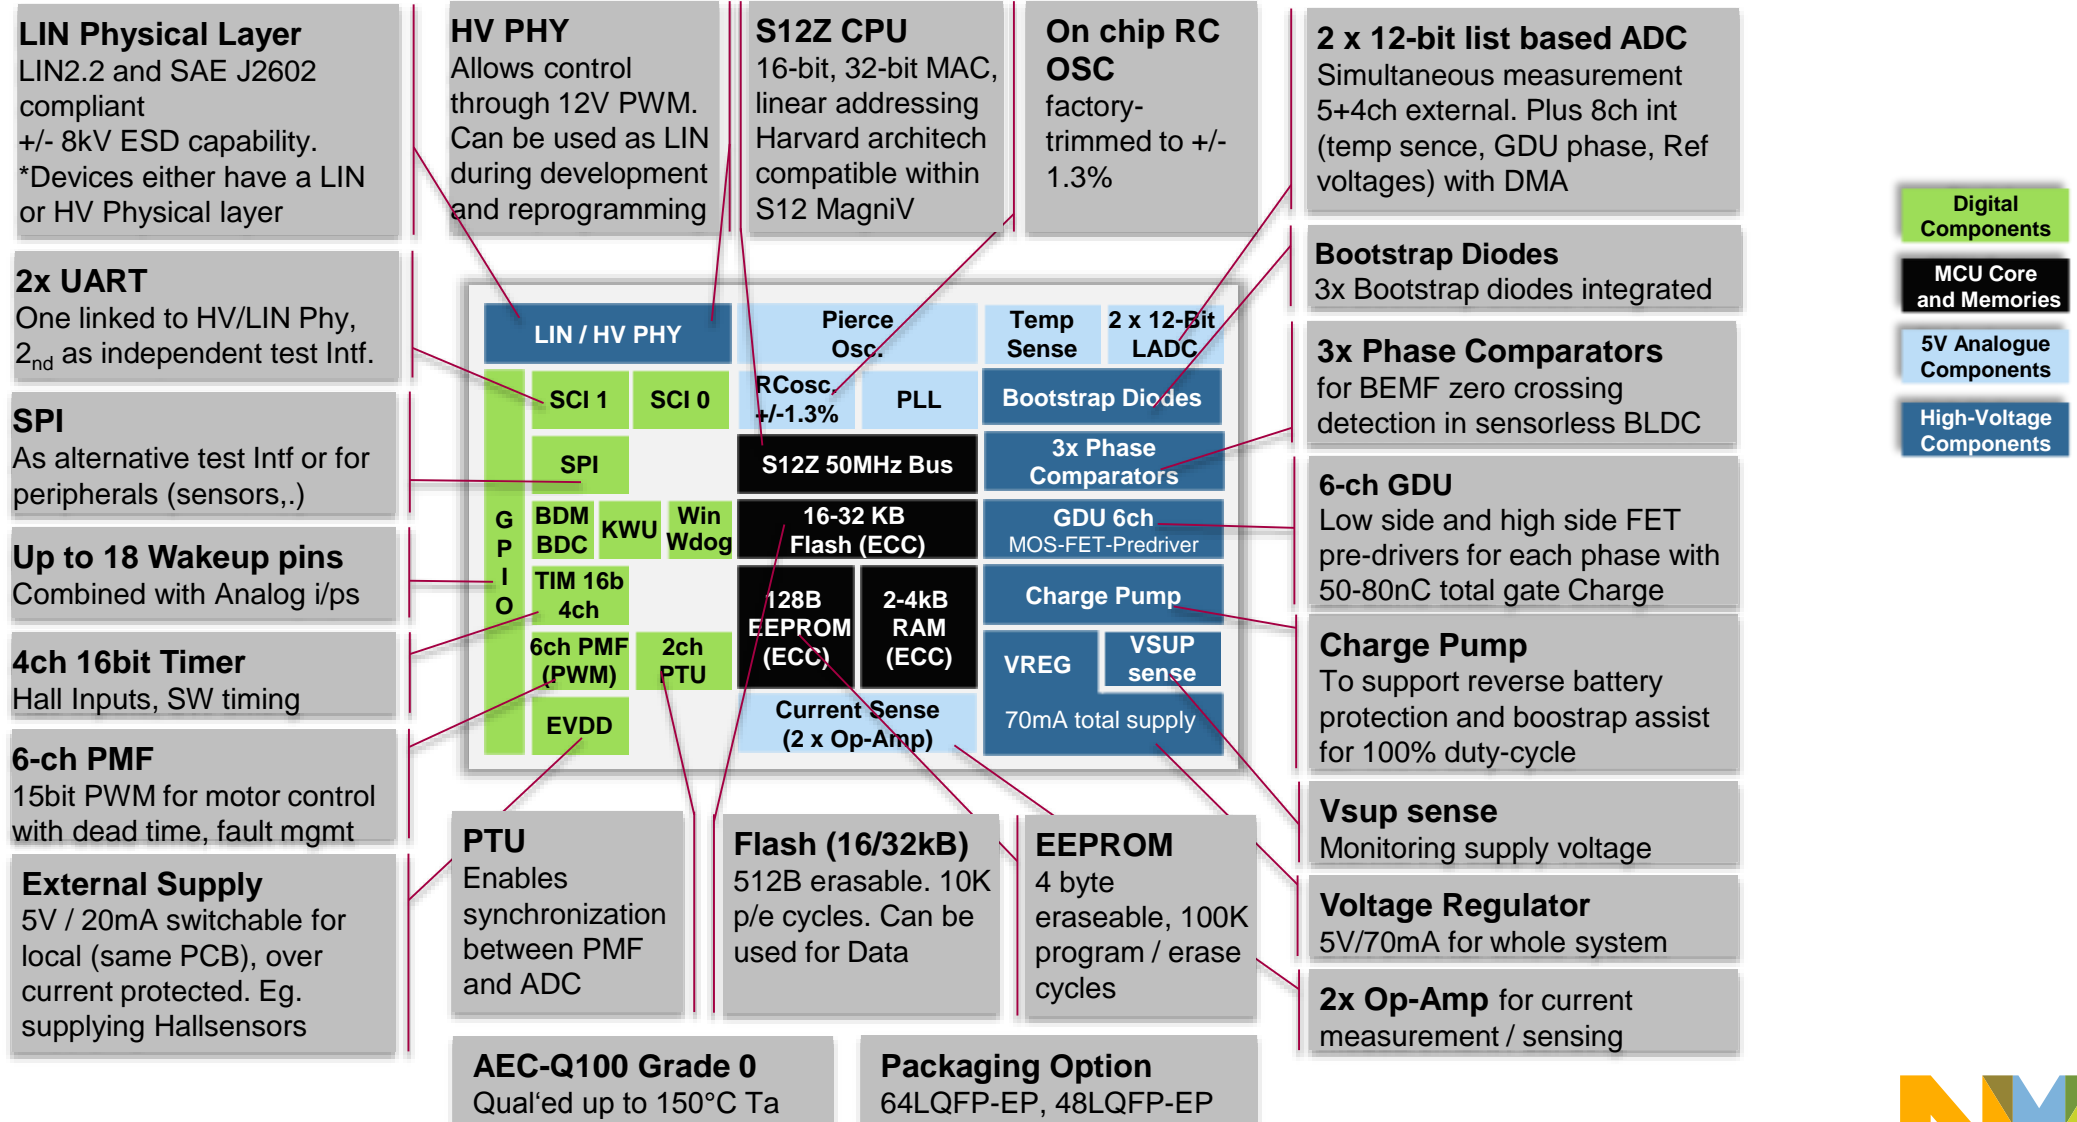 LIN Physical Layer
LIN2.2 and SAE J2602
compliant
+/- 8kV ESD capability.
*Devices either have a LIN
or HV Physical layer
HV PHY
Allows control
through 12V PWM.
Can be used as LIN
during development
and reprogramming
S12Z CPU
16-bit, 32-bit MAC,
linear addressing
Harvard architech
compatible within
S12 MagniV
On chip RC
OSC
factory-
trimmed to +/-
1.3%
2 x 12-bit list based ADC
Simultaneous measurement
5+4ch external. Plus 8ch int
(temp sence, GDU phase, Ref
voltages) with DMA
2x UART
One linked to HV/LIN Phy,
2nd as independent test Intf.
SPI
As alternative test Intf or for
peripherals (sensors,.)
Up to 18 Wakeup pins
Combined with Analog i/ps
4ch 16bit Timer
Hall Inputs, SW timing
6-ch PMF
15bit PWM for motor control
with dead time, fault mgmt
External Supply
5V / 20mA switchable for
local (same PCB), over
current protected. Eg.
supplying Hallsensors
LIN / HV PHY
Pierce
Osc.
Temp
Sense
2 x 12-Bit
LADC
SCI 1
SCI 0
RCosc.
+/-1.3%
PLL
Bootstrap Diodes
SPI
S12Z 50MHz Bus
3x Phase
Comparators
G
P
I
O
BDM
BDC
KWU
Win
Wdog
16-32 KB
Flash (ECC)
GDU 6ch
MOS-FET-Predriver
TIM 16b
4ch
128B
EEPROM
(ECC)
2-4kB
RAM
(ECC)
Charge Pump
6ch PMF
(PWM)
2ch
PTU
VREG
VSUP
sense
70mA total supply
EVDD
Current Sense
(2 x Op-Amp)
Bootstrap Diodes
3x Bootstrap diodes integrated
3x Phase Comparators
for BEMF zero crossing
detection in sensorless BLDC
6-ch GDU
Low side and high side FET
pre-drivers for each phase with
50-80nC total gate Charge
Charge Pump
To support reverse battery
protection and boostrap assist
for 100% duty-cycle
Vsup sense
Monitoring supply voltage
Voltage Regulator
5V/70mA for whole system
2x Op-Amp for current
measurement / sensing
PTU
Enables
synchronization
between PMF
and ADC
Flash (16/32kB)
512B erasable. 10K
p/e cycles. Can be
used for Data
EEPROM
4 byte
eraseable, 100K
program / erase
cycles
AEC-Q100 Grade 0
Qual‘ed up to 150°C Ta
Packaging Option
64LQFP-EP, 48LQFP-EP
Digital
Components
MCU Core
and Memories
5V Analogue
Components
High-Voltage
Components